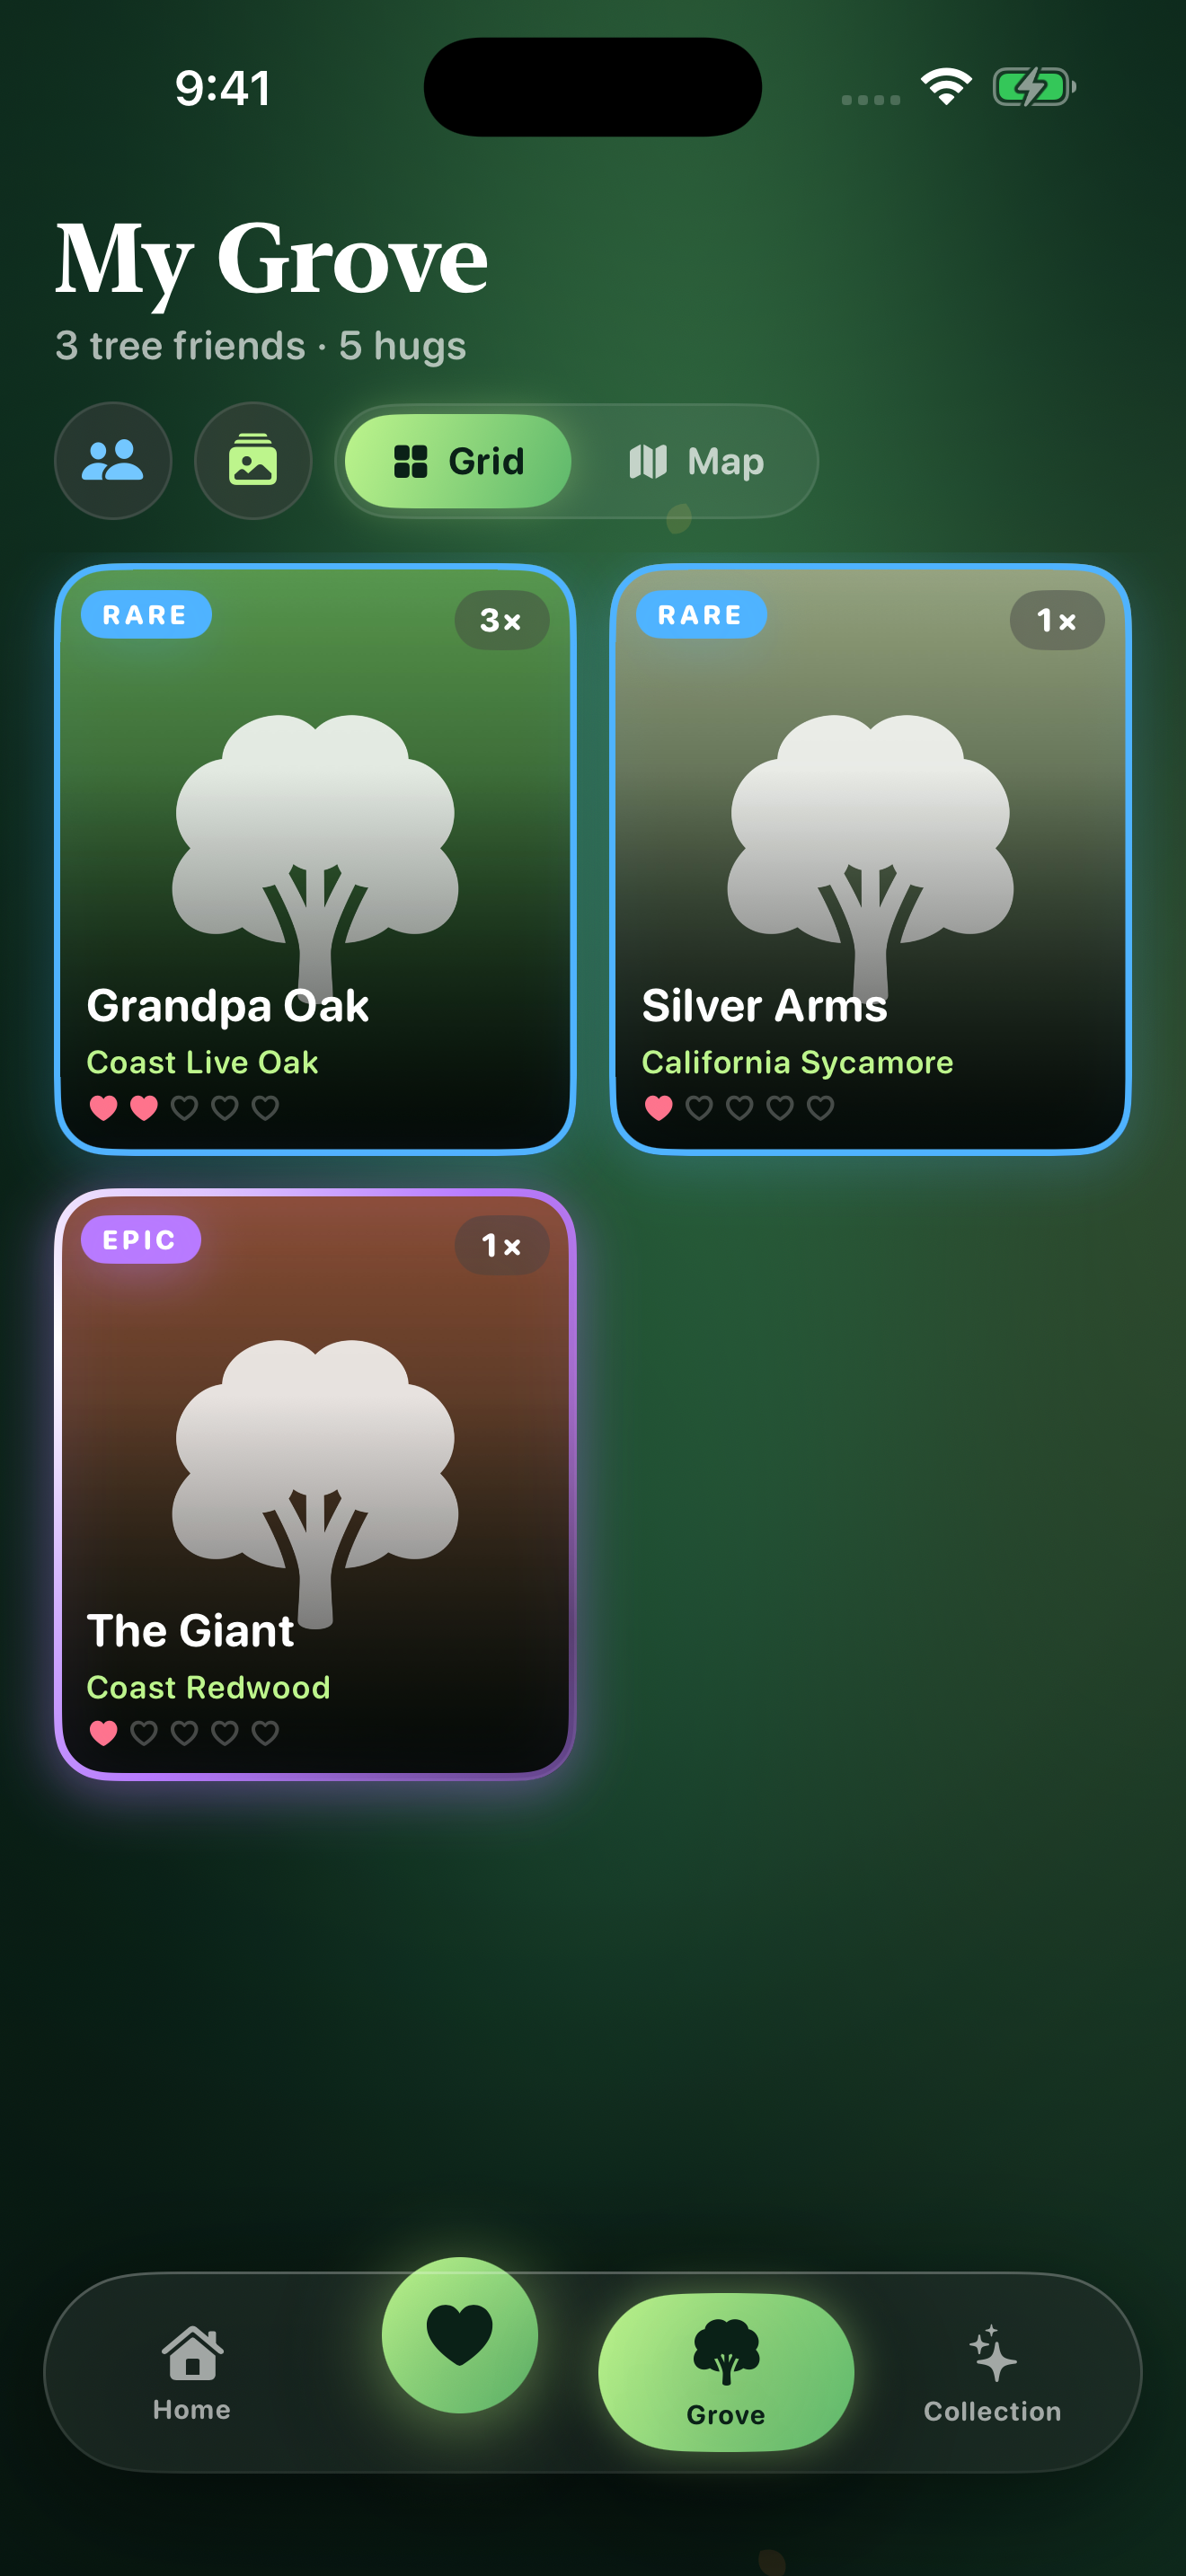 9:41
My Grove
3 tree friends · 5 hugs
Grid
Map
RARE
3×
Grandpa Oak
Coast Live Oak
RARE
1×
Silver Arms
California Sycamore
EPIC
1×
The Giant
Coast Redwood
Home
Grove
Collection